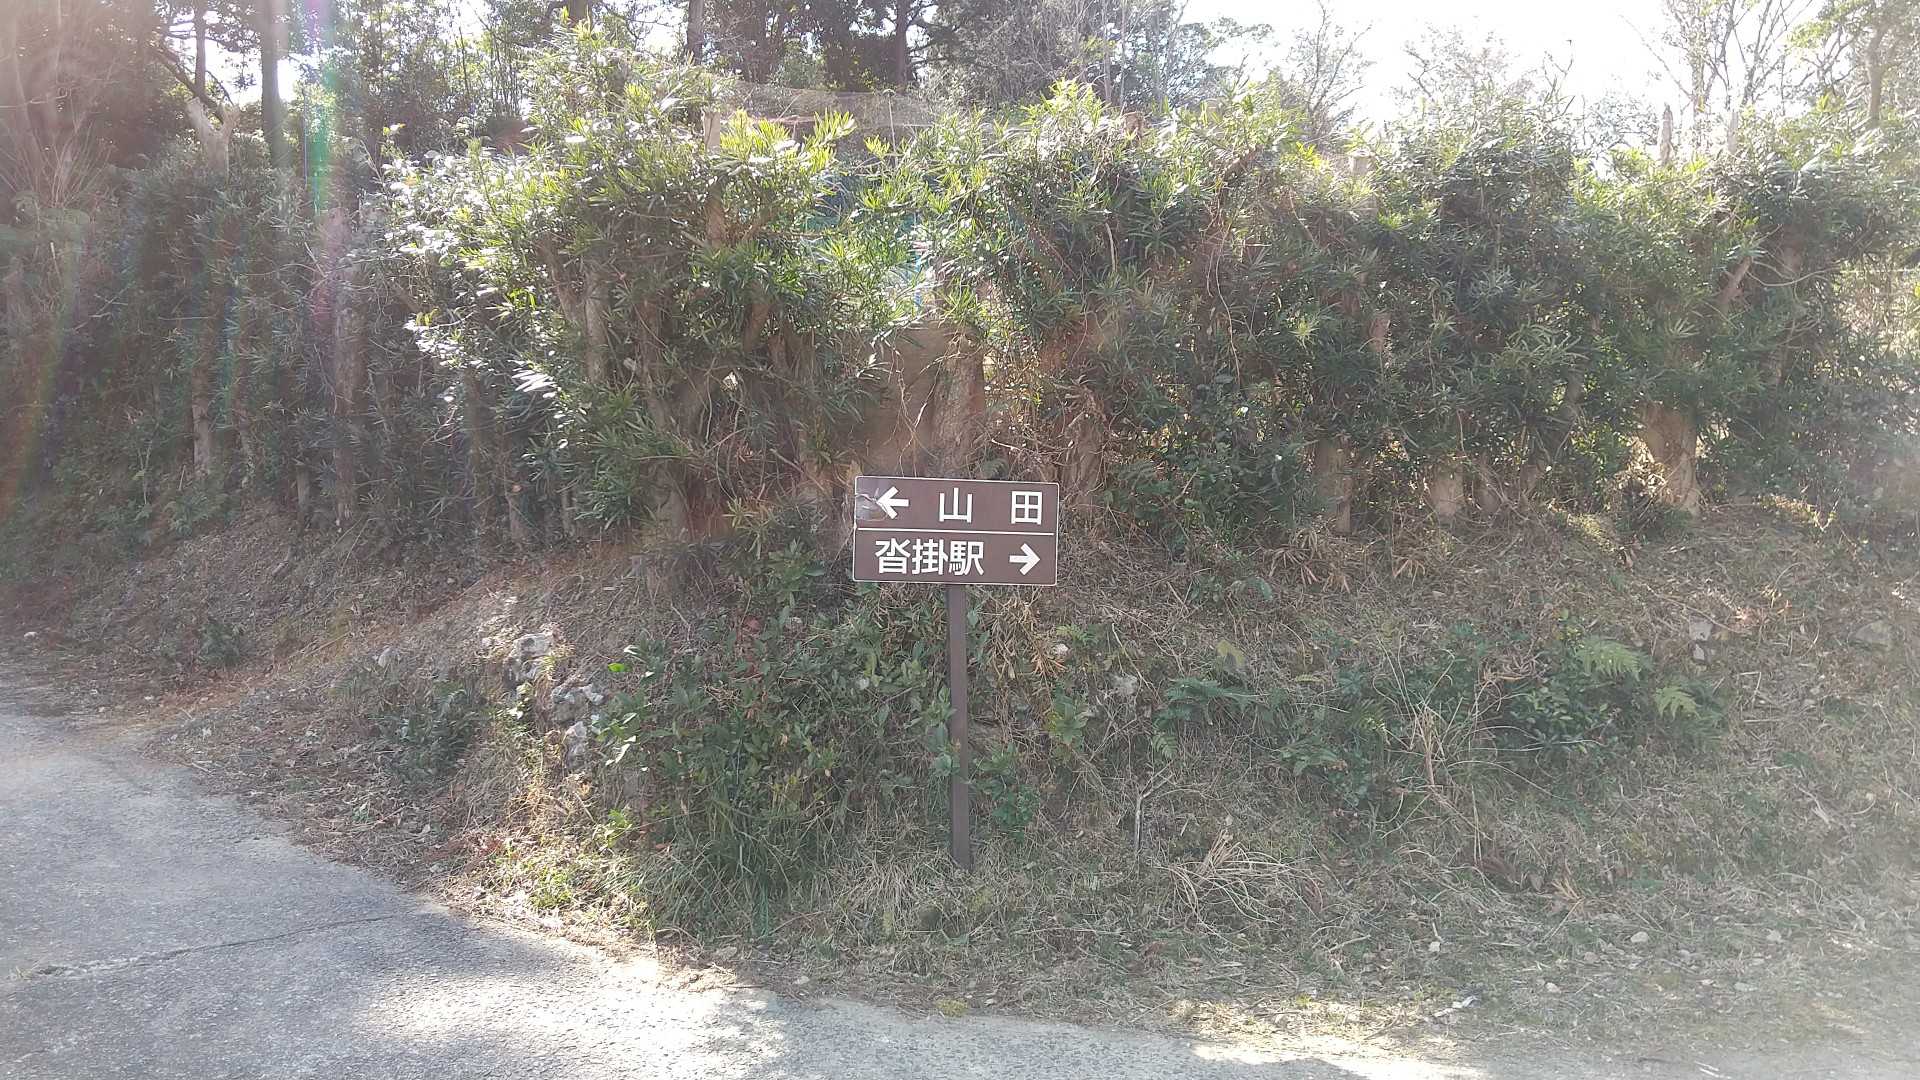 ← 山田
沓掛駅 →